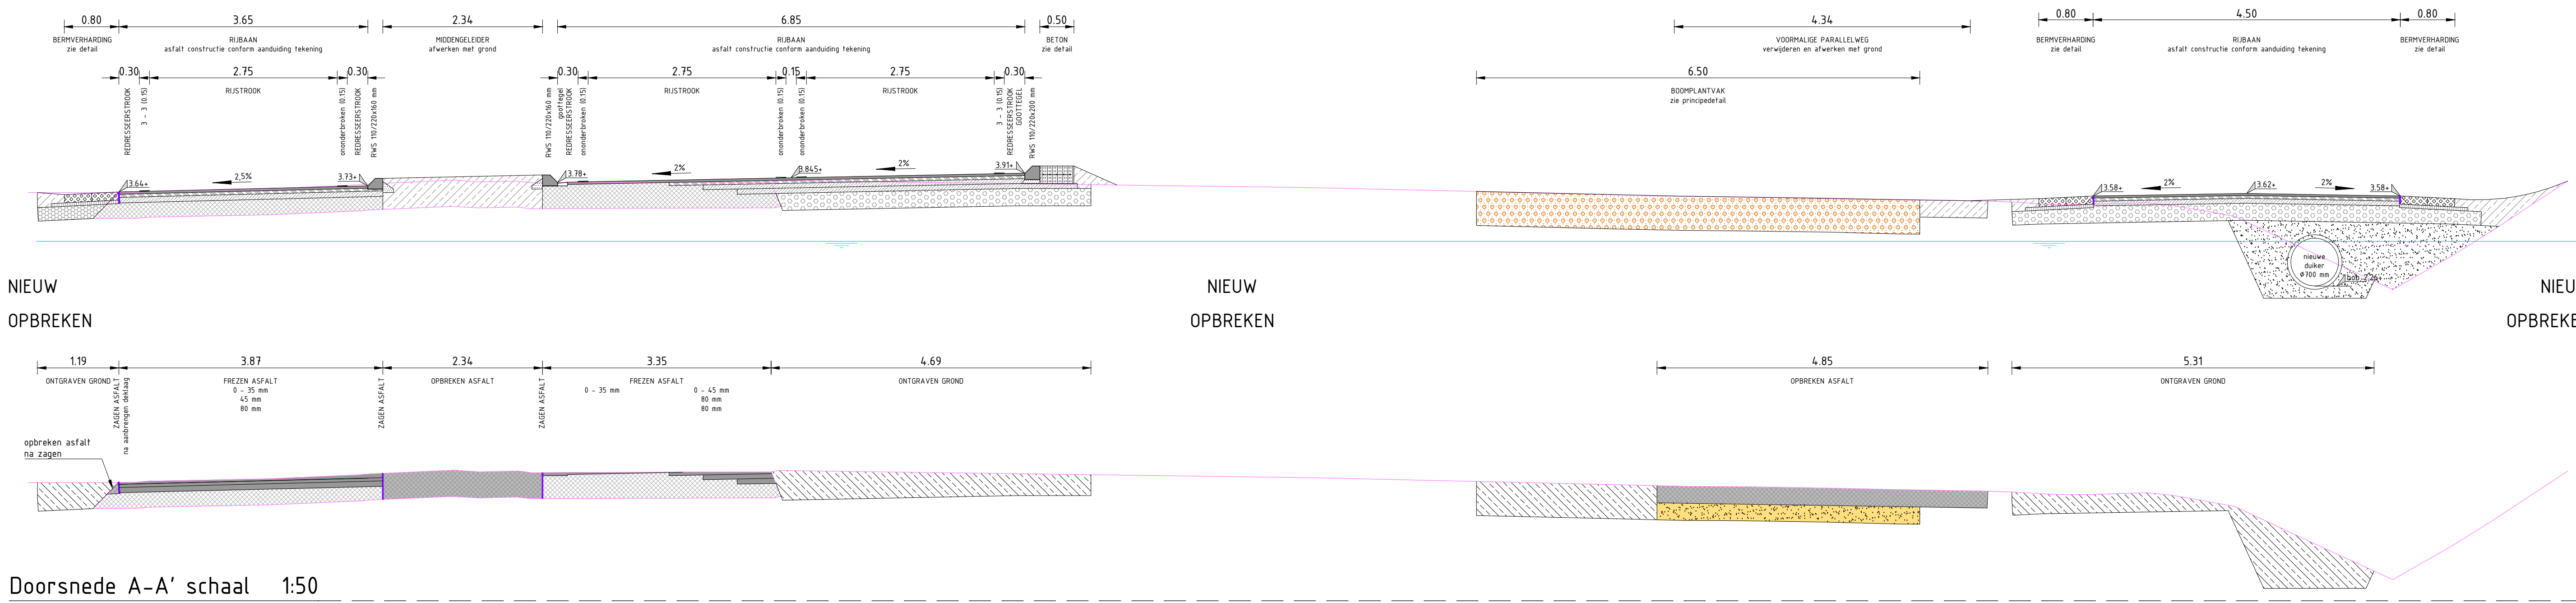 0.80 3.65 2.34 6.85 0.50 4.34 0.80 4.50 0.80
BERMVERHARDING RIJBAAN MIDDENGELEIDER RIJBAAN BETON VOORMALIGE PARALLELWEG BERMVERHARDING RIJBAAN BERMVERHARDING
zie detail asfalt constructie conform aanduiding tekening afwerken met grond asfalt constructie conform aanduiding tekening zie detail verwijderen en afwerken met grond zie detail asfalt constructie conform aanduiding tekening zie detail
0.30 2.75 0.30 0.30 2.75 0.15 2.75 0.30 6.50
RIJSTROOK RIJSTROOK RIJSTROOK BOOMPLANTVAK
zie principedetail
REDRESSEERSTROOK
3 - 3 (0.15)
ononderbroken (0.15)
REDRESSEERSTROOK
RWS 110/220x160 mm
RWS 110/220x160 mm
goottegel
REDRESSEERSTROOK
ononderbroken (0.15)
ononderbroken (0.15)
ononderbroken (0.15)
3 - 3 (0.15)
REDRESSEERSTROOK
GOOTTEGEL
RWS 110/220x200 mm
3.64+ 2,5% 3.73+ 3.78+ 2% 3.845+ 2% 3.91+ 3.58+ 2% 3.62+ 2% 3.58+
nieuwe
duiker
Ø700 mm
NIEUW NIEUW NIEU
OPBREKEN OPBREKEN OPBREKE
1.19 3.87 2.34 3.35 4.69 4.85 5.31
ONTGRAVEN GROND FREZEN ASFALT OPBREKEN ASFALT FREZEN ASFALT ONTGRAVEN GROND OPBREKEN ASFALT ONTGRAVEN GROND
0 - 35 mm 0 - 35 mm 0 - 45 mm
45 mm 80 mm
80 mm 80 mm
ZAGEN ASFALT
na aanbrengen deklaag
ZAGEN ASFALT
ZAGEN ASFALT
opbreken asfalt
na zagen
Doorsnede A-A' schaal 1:50